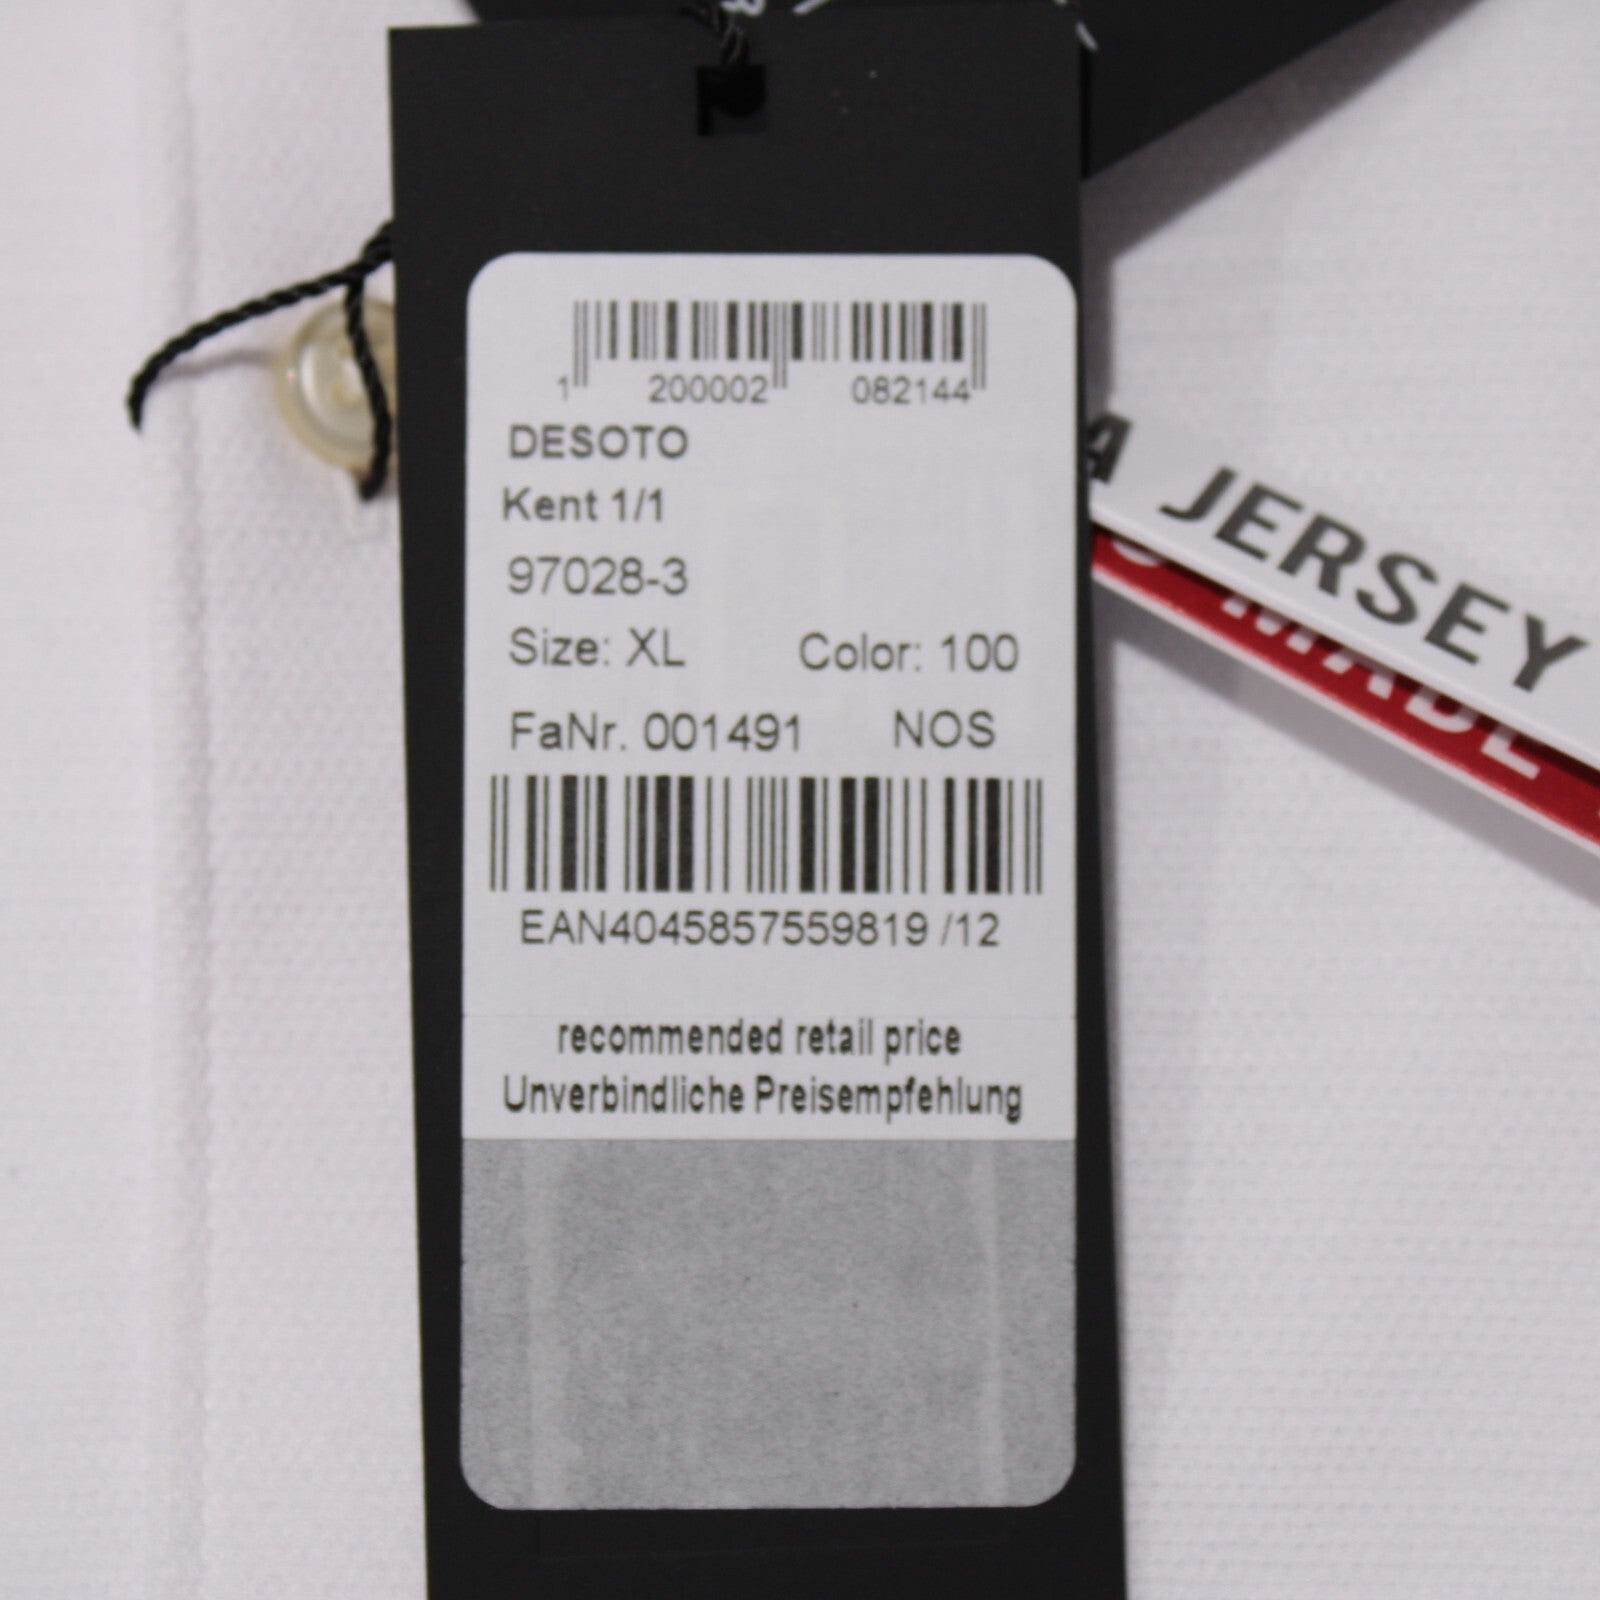 1 200002 082144
DESOTO
Kent 1/1
97028-3
Size: XL Color: 100
FaNr. 001491 NOS
EAN4045857559819 /12
recommended retail price
Unverbindliche Preisempfehlung
A JERSEY
MADE